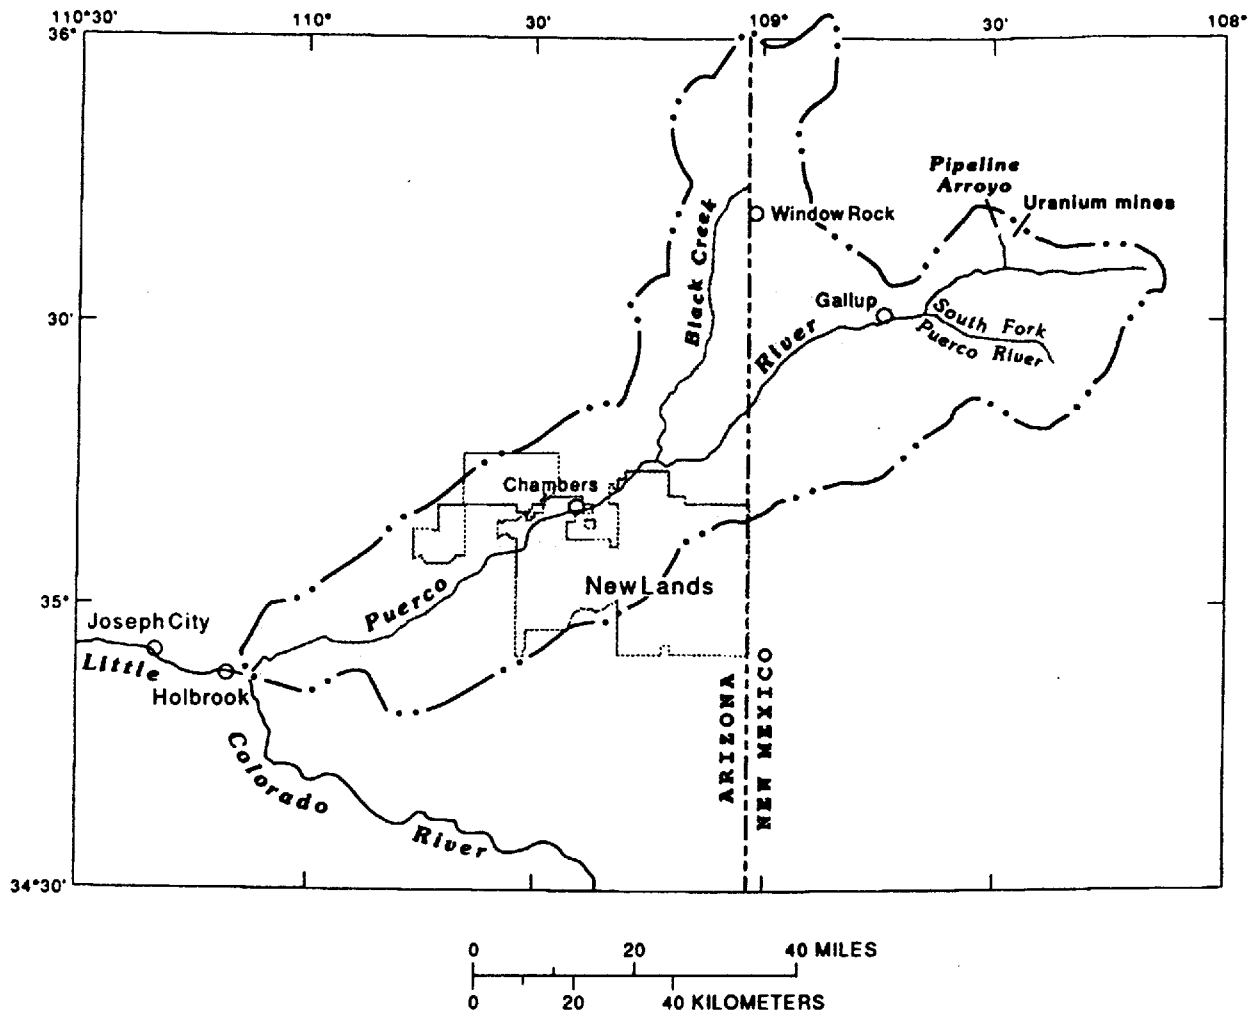 110°30'
110°
30'
109°
30'
108°
36°
Pipeline
Arroyo
Uranium mines
Window Rock
Black Creek
Gallup
30'
River
South Fork
Puerco River
Chambers
New Lands
Puerco
35°
Joseph City
Little
Holbrook
ARIZONA
NEW MEXICO
Colorado
River
34°30'
0 20 40 MILES
0 20 40 KILOMETERS